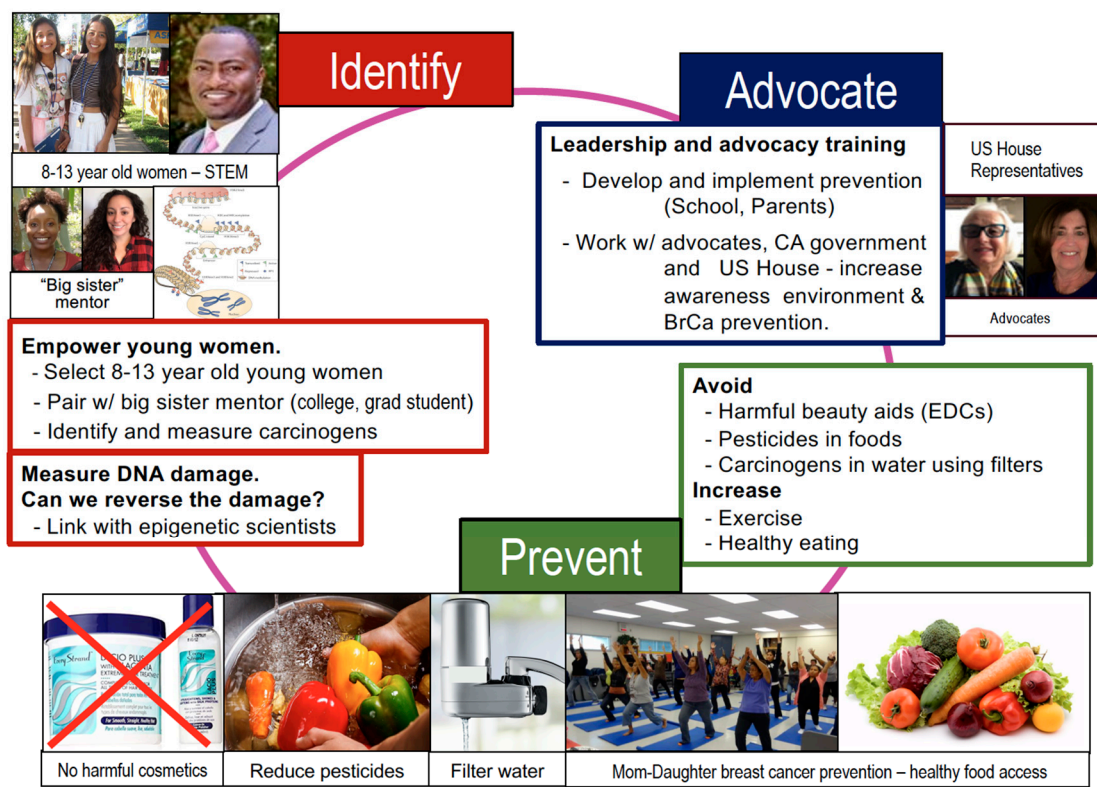 Identify
8-13 year old women – STEM
"Big sister"
mentor
Empower young women.
- Select 8-13 year old young women
- Pair w/ big sister mentor (college, grad student)
- Identify and measure carcinogens
Measure DNA damage.
Can we reverse the damage?
- Link with epigenetic scientists
Advocate
Leadership and advocacy training
- Develop and implement prevention
(School, Parents)
- Work w/ advocates, CA government
and US House - increase
awareness environment &
BrCa prevention.
US House
Representatives
Advocates
Avoid
- Harmful beauty aids (EDCs)
- Pesticides in foods
- Carcinogens in water using filters
Increase
- Exercise
- Healthy eating
Prevent
No harmful cosmetics
Reduce pesticides
Filter water
Mom-Daughter breast cancer prevention – healthy food access